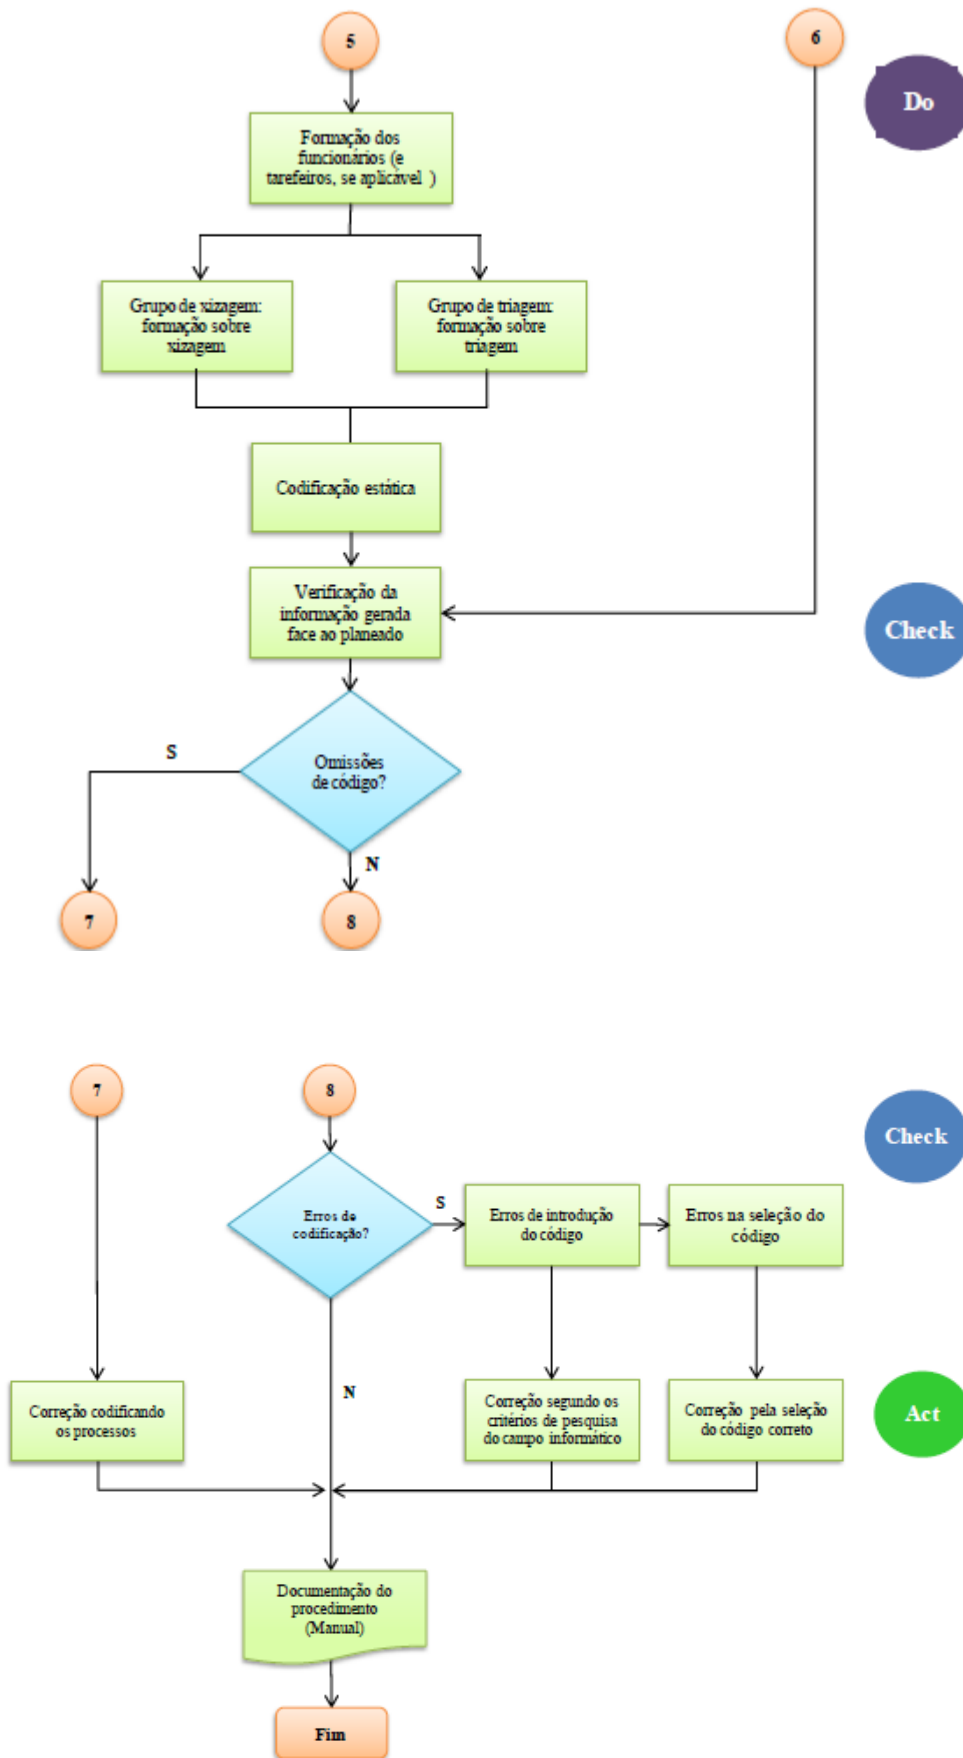 5
6
Do
Formação dos
funcionários (e
tarefeiros, se aplicável )
Grupo de xizagem:
formação sobre
xizagem
Grupo de triagem:
formação sobre
triagem
Codificação estática
Verificação da
informação gerada
face ao planeado
Check
S
Omissões
de código?
N
7
8
7
8
Check
Erros de
codificação?
S
Erros de introdução
do código
Erros na seleção do
código
N
Correção codificando
os processos
Correção segundo os
critérios de pesquisa
do campo informático
Correção pela seleção
do código correto
Act
Documentação do
procedimento
(Manual)
Fim